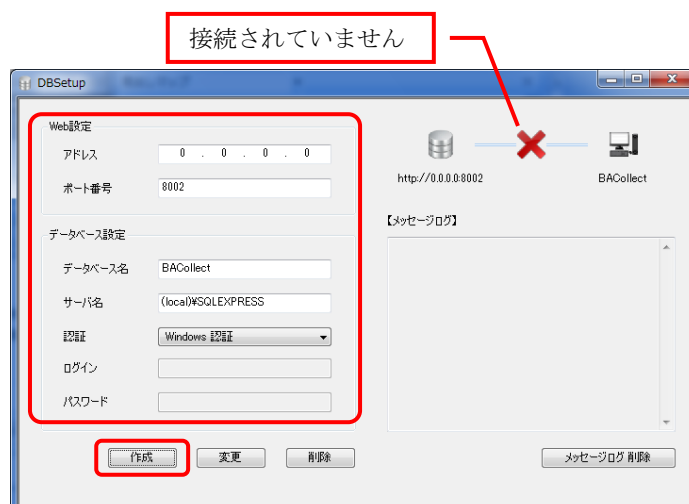 接続されていません
DBSetup
Web設定
アドレス
0 . 0 . 0 . 0
ポート番号
8002
データベース設定
データベース名
BACollect
サーバ名
(local)¥SQLEXPRESS
認証
Windows 認証
ログイン
パスワード
作成
変更
削除
http://0.0.0.0:8002
BACollect
【メッセージログ】
メッセージログ 削除